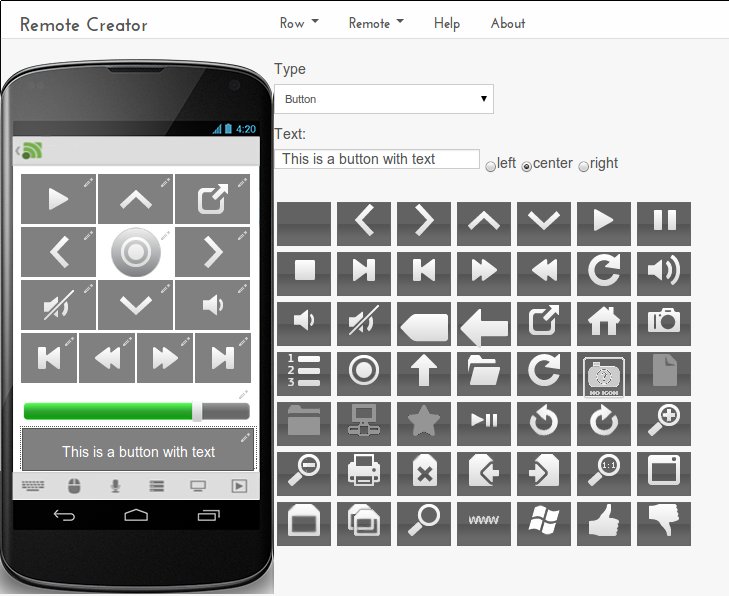 Remote Creator
Row
Remote
Help
About
Type
Button
Text:
This is a button with text
left
center
right
4:20
This is a button with text
1
2
3
NO ICON
1:1
WWW